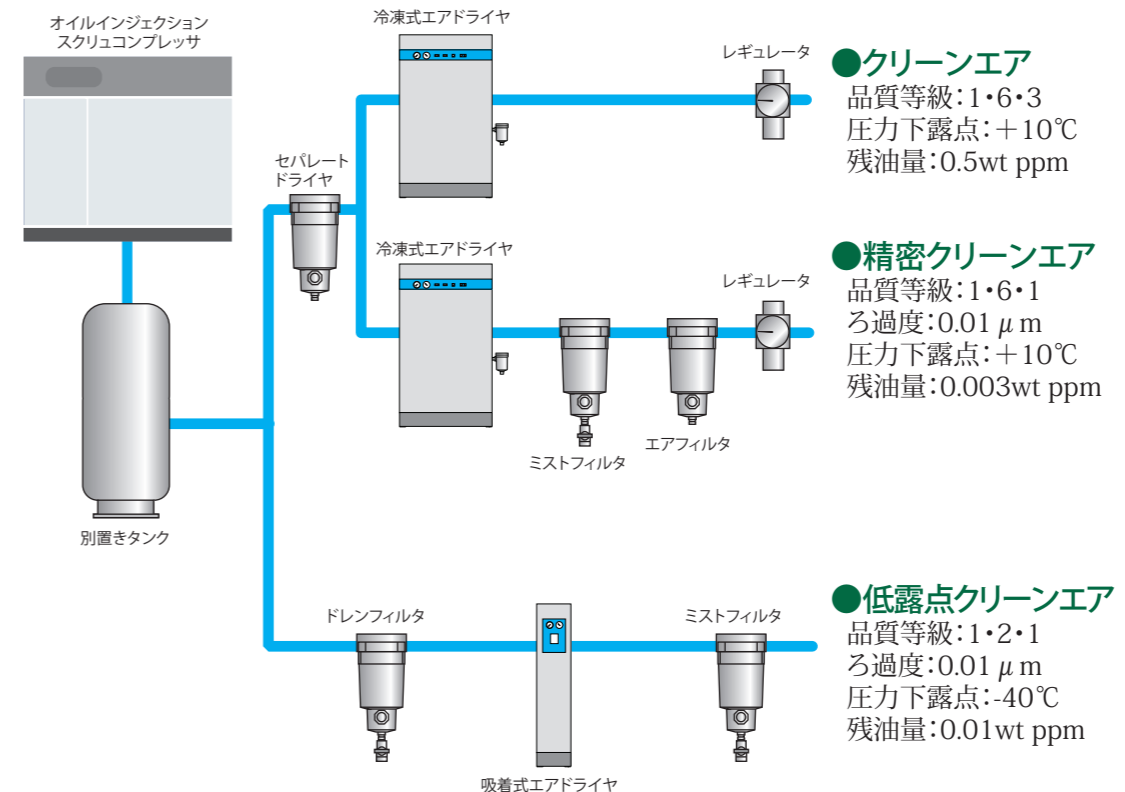 オイルインジェクション
スクリュコンプレッサ
別置きタンク
セパレート
ドライヤ
冷凍式エアドライヤ
レギュレータ
●クリーンエア
品質等級：1・6・3
圧力下露点：＋10℃
残油量：0.5wt ppm
冷凍式エアドライヤ
ミストフィルタ
エアフィルタ
レギュレータ
●精密クリーンエア
品質等級：1・6・1
ろ過度：0.01μm
圧力下露点：＋10℃
残油量：0.003wt ppm
ドレンフィルタ
吸着式エアドライヤ
ミストフィルタ
●低露点クリーンエア
品質等級：1・2・1
ろ過度：0.01μm
圧力下露点：-40℃
残油量：0.01wt ppm